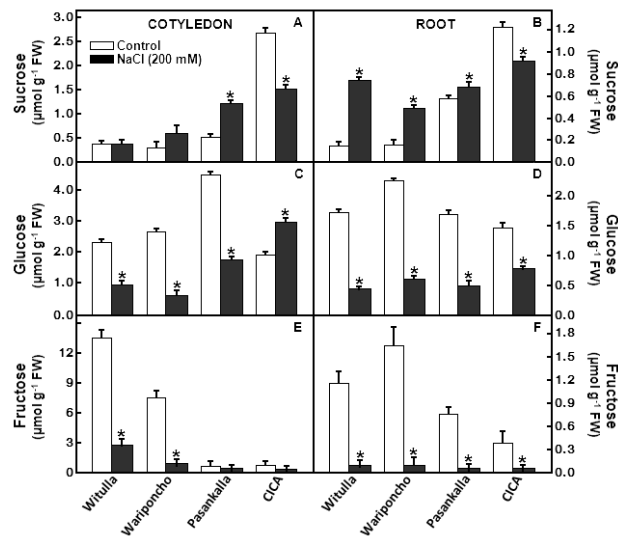 COTYLEDON A
ROOT B
Control
NaCl (200 mM)
Sucrose
(µmol g-1 FW)
3.0
2.5
2.0
1.5
1.0
0.5
0.0
* *
* * * *
1.2
1.0
0.8
0.6
0.4
0.2
0.0
Sucrose
(µmol g-1 FW)
C
D
Glucose
(µmol g-1 FW)
4.0
3.0
2.0
1.0
0.0
* * * *
* * * *
2.0
1.5
1.0
0.5
0.0
Glucose
(µmol g-1 FW)
E
F
Fructose
(µmol g-1 FW)
12
9
6
3
0
* *
* * * *
1.8
1.5
1.2
0.9
0.6
0.3
0.0
Fructose
(µmol g-1 FW)
Witulla
Wariponcho
Pasankalla
CICA
Witulla
Wariponcho
Pasankalla
CICA